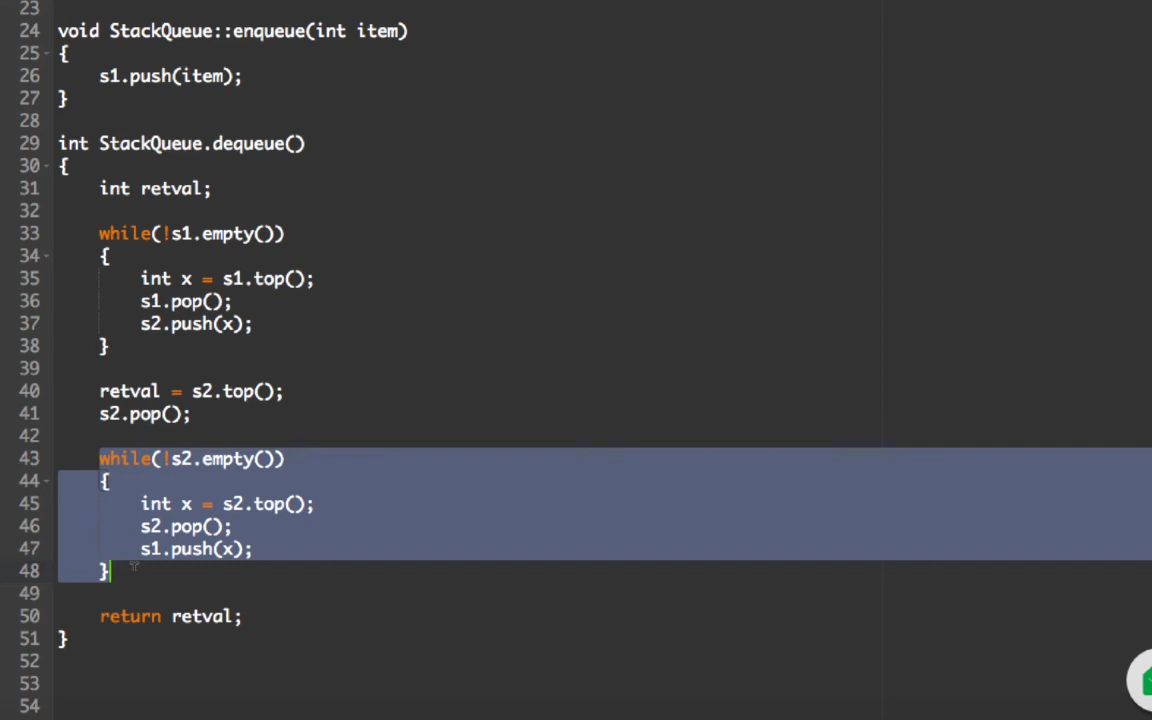 23
24 void StackQueue::enqueue(int item)
25 {
26 s1.push(item);
27 }
28
29 int StackQueue.dequeue()
30 {
31 int retval;
32
33 while(!s1.empty())
34 {
35 int x = s1.top();
36 s1.pop();
37 s2.push(x);
38 }
39
40 retval = s2.top();
41 s2.pop();
42
43 while(!s2.empty())
44 {
45 int x = s2.top();
46 s2.pop();
47 s1.push(x);
48 }
49
50 return retval;
51 }
52
53
54